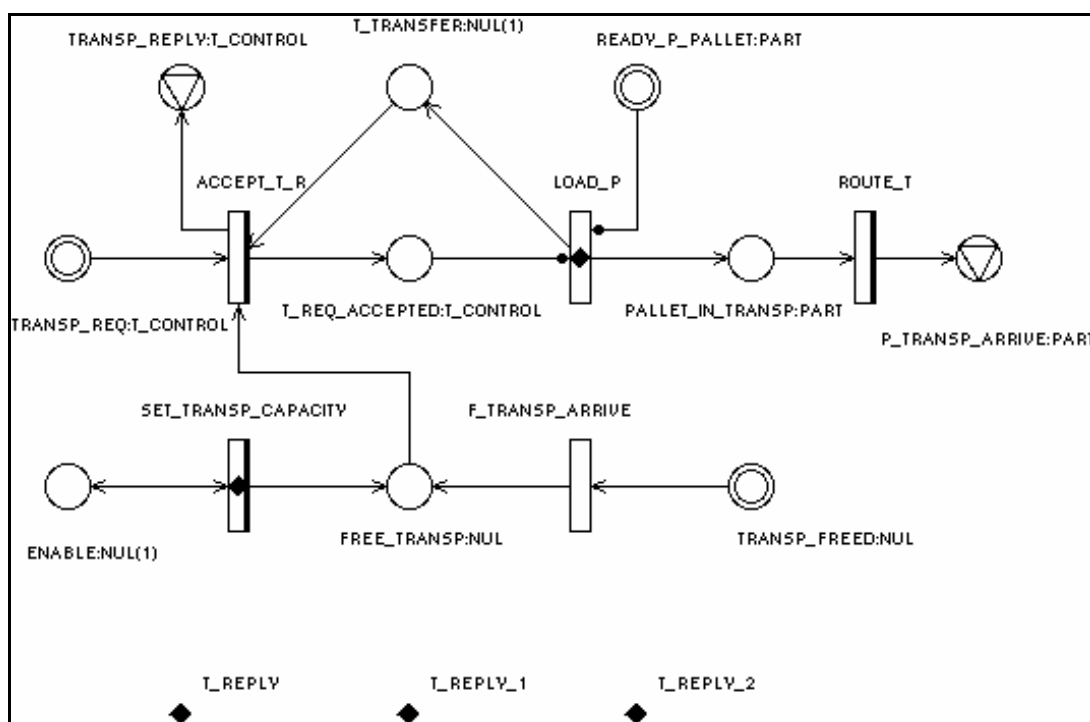 T_TRANSFER:NUL(1)
TRANSP_REPLY:T_CONTROL
READY_P_PALLET:PART
ACCEPT_T_R
LOAD_P
ROUTE_T
TRANSP_REQ:T_CONTROL
T_REQ_ACCEPTED:T_CONTROL
PALLET_IN_TRANSP:PART
P_TRANSP_ARRIVE:PART
SET_TRANSP_CAPACITY
F_TRANSP_ARRIVE
ENABLE:NUL(1)
FREE_TRANSP:NUL
TRANSP_FREED:NUL
T_REPLY
T_REPLY_1
T_REPLY_2